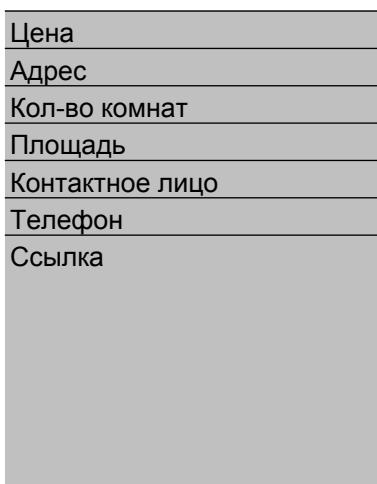 Цена
Адрес
Кол-во комнат
Площадь
Контактное лицо
Телефон
Ссылка